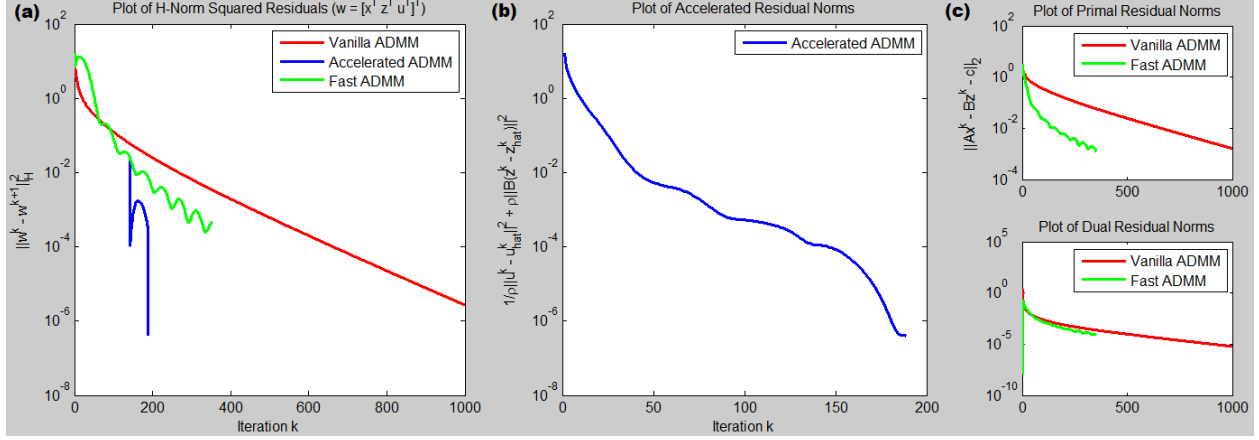 (a)
Plot of H-Norm Squared Residuals (w = [x^T z^T u^T]^T)
||w^k - w^{k+1}||_H^2
10^2
10^0
10^-2
10^-4
10^-6
10^-8
0 200 400 600 800 1000
Iteration k
Vanilla ADMM
Accelerated ADMM
Fast ADMM
(b)
Plot of Accelerated Residual Norms
1/ρ||u^k - u_hat^k||^2 + ρ||B(z^k - z_hat^k)||^2
10^2
10^0
10^-2
10^-4
10^-6
10^-8
0 50 100 150 200
Iteration k
Accelerated ADMM
(c)
Plot of Primal Residual Norms
||Ax^k - Bz^k - c||_2
10^2
10^0
10^-2
10^-4
0 500 1000
Vanilla ADMM
Fast ADMM
Plot of Dual Residual Norms
10^5
10^0
10^-5
10^-10
0 500 1000
Vanilla ADMM
Fast ADMM